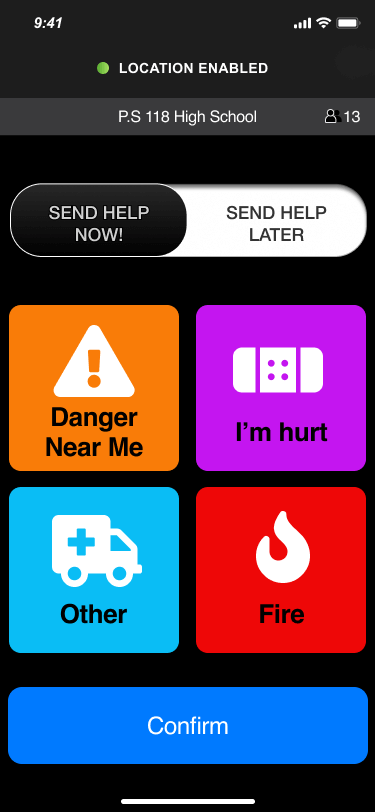 9:41
LOCATION ENABLED
P.S 118 High School 13
SEND HELP
NOW!
SEND HELP
LATER
Danger
Near Me
I'm hurt
Other
Fire
Confirm